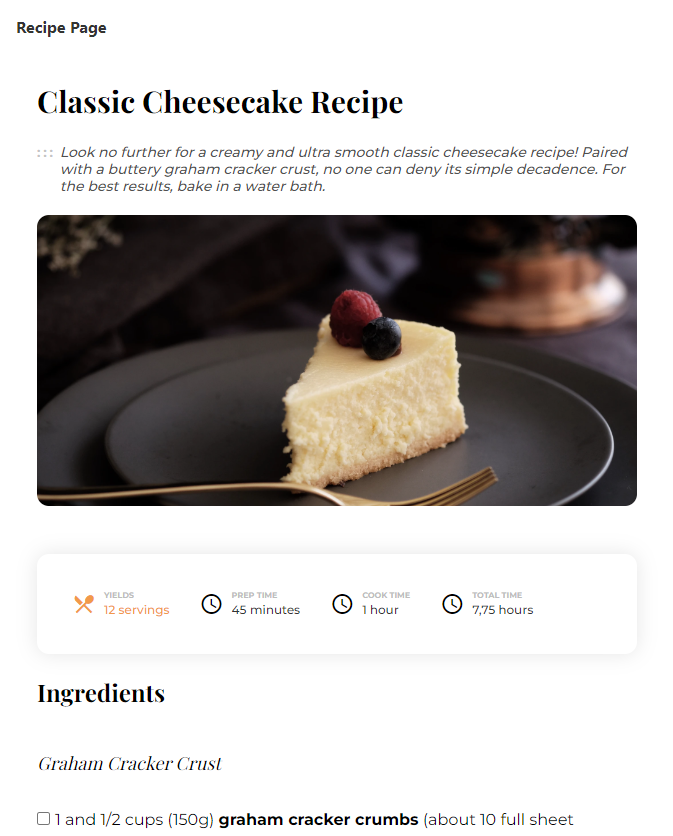 Recipe Page
Classic Cheesecake Recipe
::: Look no further for a creamy and ultra smooth classic cheesecake recipe! Paired
with a buttery graham cracker crust, no one can deny its simple decadence. For
the best results, bake in a water bath.
YIELDS
12 servings
PREP TIME
45 minutes
COOK TIME
1 hour
TOTAL TIME
7,75 hours
Ingredients
Graham Cracker Crust
1 and 1/2 cups (150g) graham cracker crumbs (about 10 full sheet